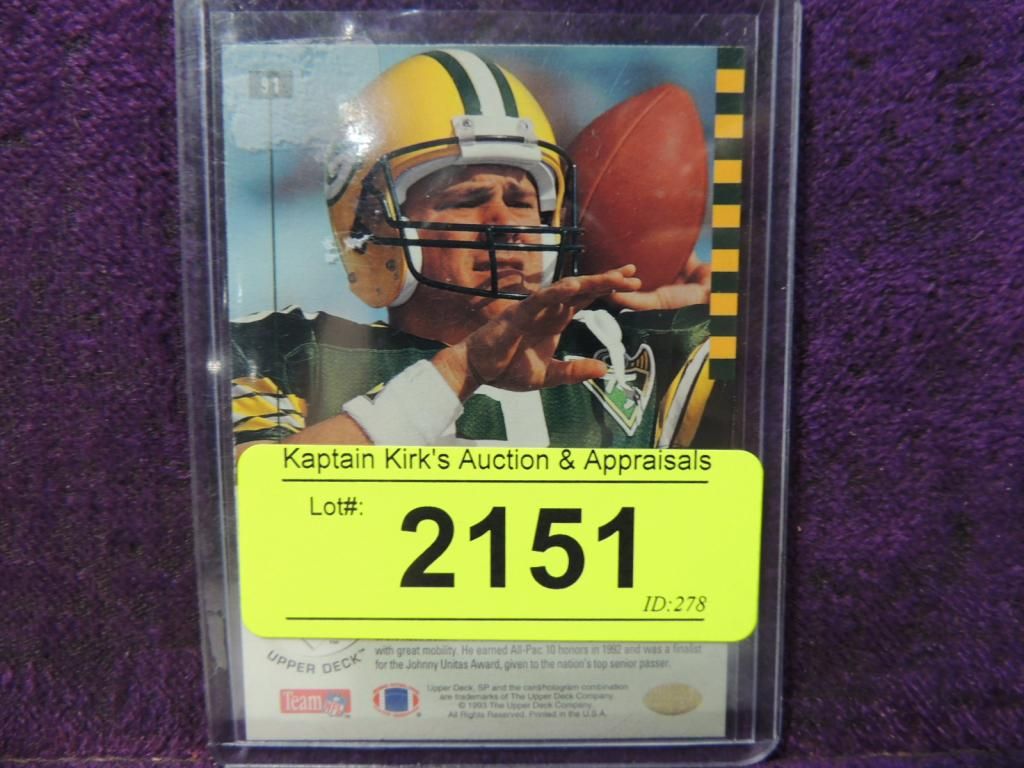 91
Kaptain Kirk's Auction & Appraisals
Lot#:
2151
ID:278
with great mobility. He earned All-Pac 10 honors in 1992 and was a finalist
for the Johnny Unitas Award, given to the nation's top senior passer.
UPPER DECK™
Team NFL
Upper Deck, SP and the card/hologram combination
are trademarks of The Upper Deck Company.
© 1993 The Upper Deck Company.
All Rights Reserved. Printed in the U.S.A.